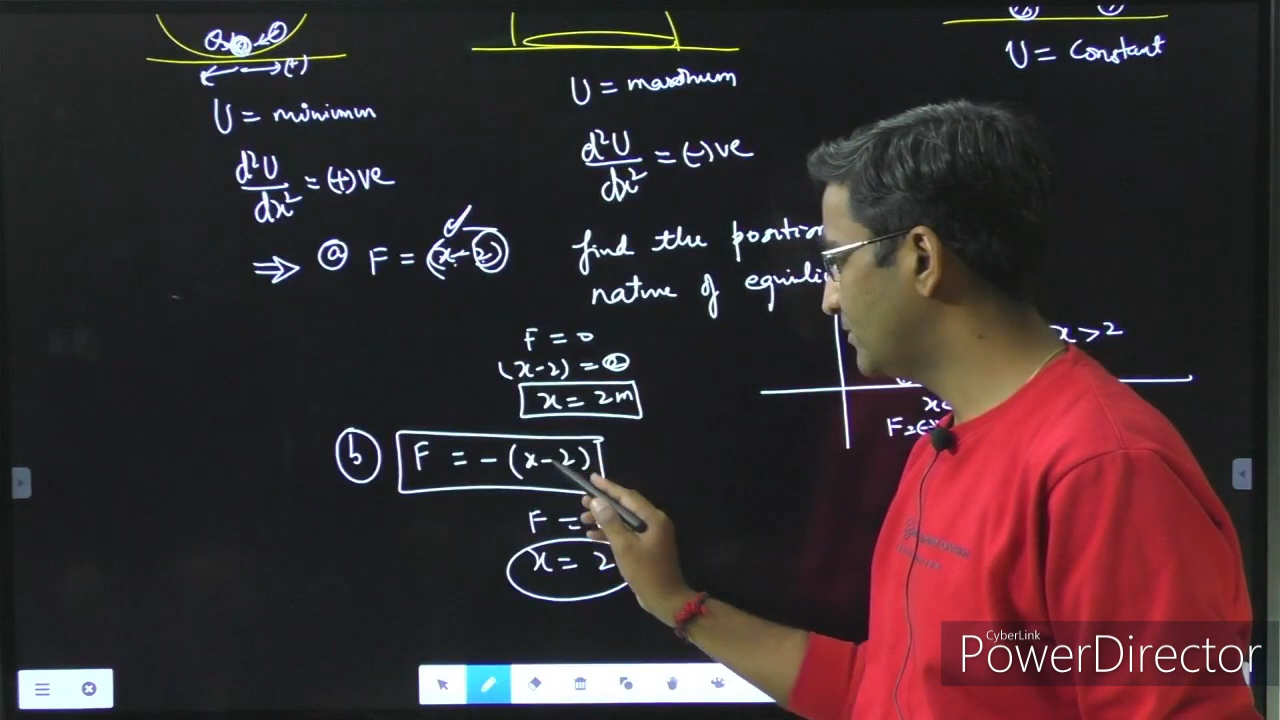 U = minimum
d²U/dx² = (+)ve
U = maximum
d²U/dx² = (-)ve
U = Constant
⇒ (a) F = (x-2)
find the position
nature of
F = 0
(x-2) = 0
x = 2m
x > 2
(b) F = -(x-2)
F =
x = 2
CyberLink
PowerDirector